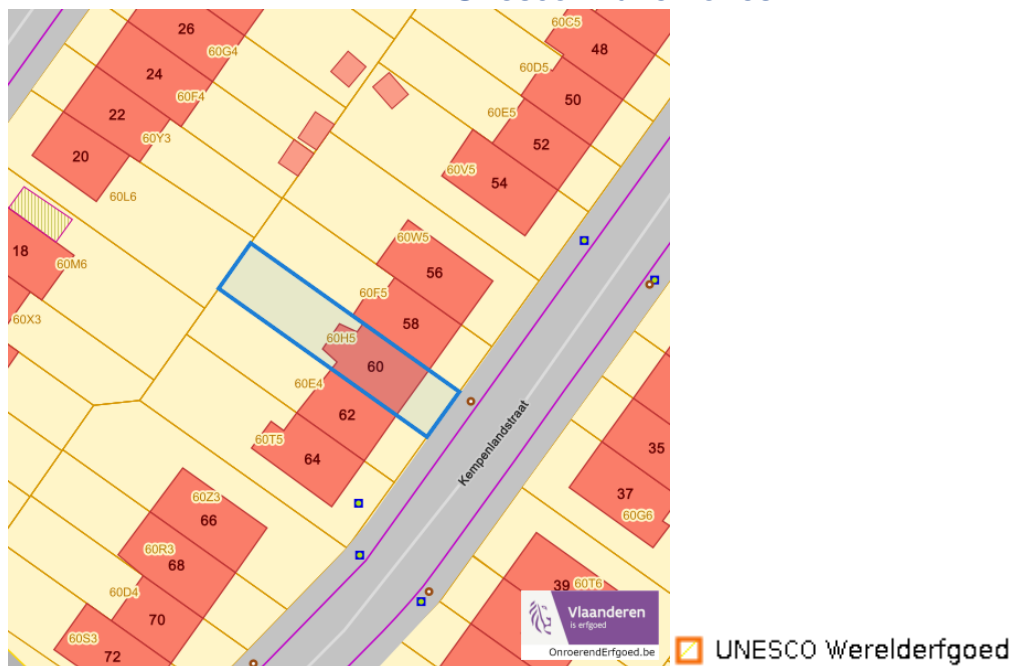 26
60G4
24
60F4
22
60Y3
20
60L6
18
60M6
60X3
60C5
48
60D5
50
60E5
52
60V5
54
60W5
56
60F5
58
60H5
60
60E4
62
60T5
64
60Z3
66
60R3
68
60D4
70
60S3
72
Kempenlandstraat
35
37
60G6
39
60T6
Vlaanderen
is erfgoed
OnroerendErfgoed.be
UNESCO Werelderfgoed